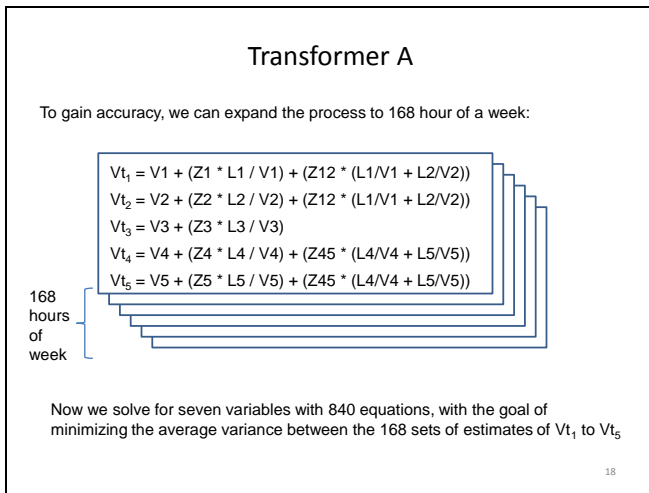 Transformer A
To gain accuracy, we can expand the process to 168 hour of a week:
Vt₁ = V1 + (Z1 * L1 / V1) + (Z12 * (L1/V1 + L2/V2))
Vt₂ = V2 + (Z2 * L2 / V2) + (Z12 * (L1/V1 + L2/V2))
Vt₃ = V3 + (Z3 * L3 / V3)
Vt₄ = V4 + (Z4 * L4 / V4) + (Z45 * (L4/V4 + L5/V5))
Vt₅ = V5 + (Z5 * L5 / V5) + (Z45 * (L4/V4 + L5/V5))
168
hours
of
week
Now we solve for seven variables with 840 equations, with the goal of
minimizing the average variance between the 168 sets of estimates of Vt₁ to Vt₅
18